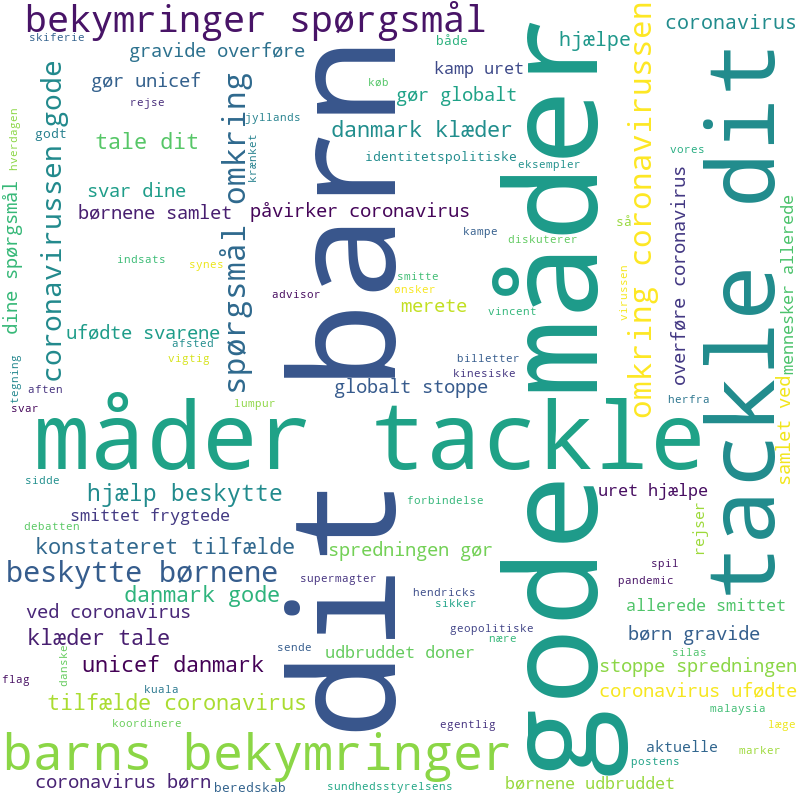 bekymringer spørgsmål
coronavirus
skiferie
gravide overføre
både
hjælpe
gør unicef
kamp uret
køb
gør globalt
rejse
jyllands
hverdagen
godt
tale dit
krænket
danmark klæder
vores
identitetspolitiske
eksempler
svar dine
børnene samlet
påvirker coronavirus
coronavirussen gode
spørgsmål omkring
dit barn
gode måder
omkring coronavirussen
overføre coronavirus
tackle dit
mennesker allerede
dine spørgsmål
så
kampe
diskuterer
indsats
synes
smitte
ønsker
advisor
merete
vincent
virussen
ufødte svarene
afsted
vigtig
billetter
kinesiske
tegning
aften
svar
lumpur
globalt stoppe
herfra
samlet ved
måder tackle
sidde
hjælp beskytte
forbindelse
uret hjælpe
smittet frygtede
debatten
rejser
konstateret tilfælde
spredningen gør
spil
beskytte børnene
supermagter
pandemic
danmark gode
hendricks
sikker
allerede smittet
ved coronavirus
geopolitiske
børn gravide
klæder tale
nære
sende
udbruddet doner
silas
unicef danmark
danske
stoppe spredningen
flag
kuala
coronavirus ufødte
tilfælde coronavirus
malaysia
koordinere
egentlig
læge
barns bekymringer
aktuelle
marker
postens
coronavirus børn
beredskab
sundhedsstyrelsens
børnene udbruddet